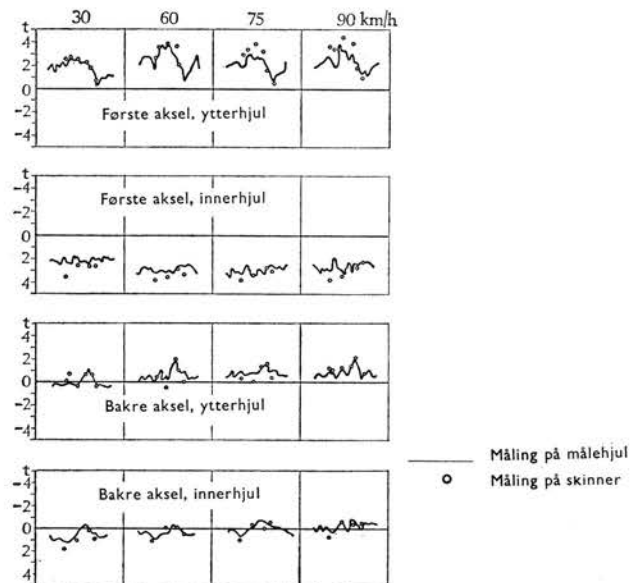 t 30 60 75 90 km/h
4
2
0
-2
-4
Første aksel, ytterhjul
t
-4
-2
0
2
4
Første aksel, innerhjul
t
4
2
0
-2
-4
Bakre aksel, ytterhjul
t
-4
-2
0
2
4
Bakre aksel, innerhjul
Måling på målehjul
Måling på skinner